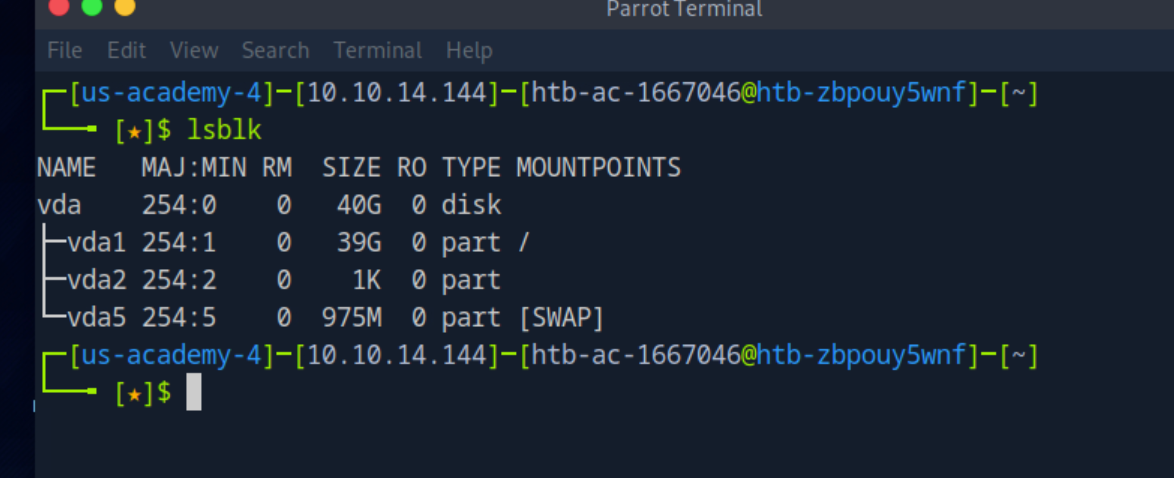 Parrot Terminal
File Edit View Search Terminal Help
┌─[us-academy-4]─[10.10.14.144]─[htb-ac-1667046@htb-zbpouy5wnf]─[~]
└──╼ [★]$ lsblk
NAME   MAJ:MIN RM  SIZE RO TYPE MOUNTPOINTS
vda    254:0    0   40G  0 disk
├─vda1 254:1    0   39G  0 part /
├─vda2 254:2    0    1K  0 part
└─vda5 254:5    0  975M  0 part [SWAP]
┌─[us-academy-4]─[10.10.14.144]─[htb-ac-1667046@htb-zbpouy5wnf]─[~]
└──╼ [★]$